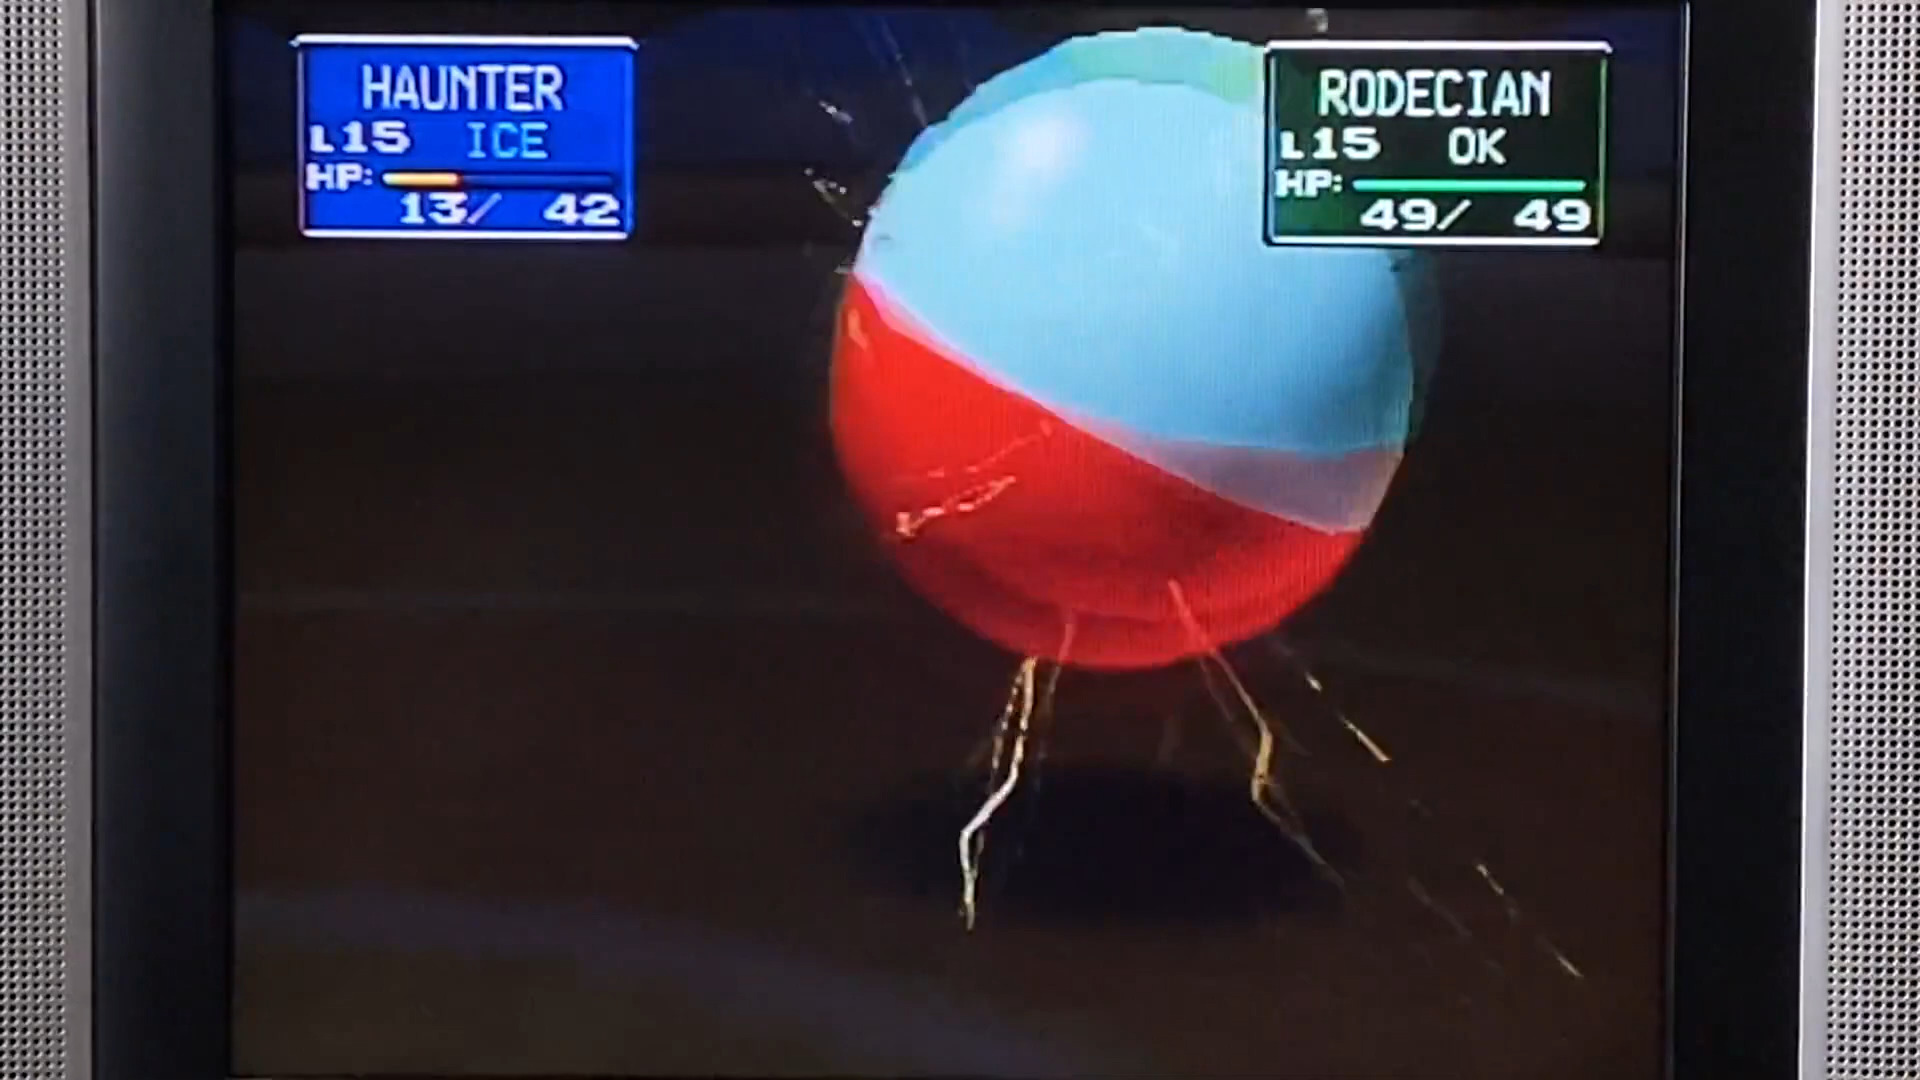 HAUNTER
L15 ICE
HP:
13/ 42
RODECIAN
L15 OK
HP:
49/ 49